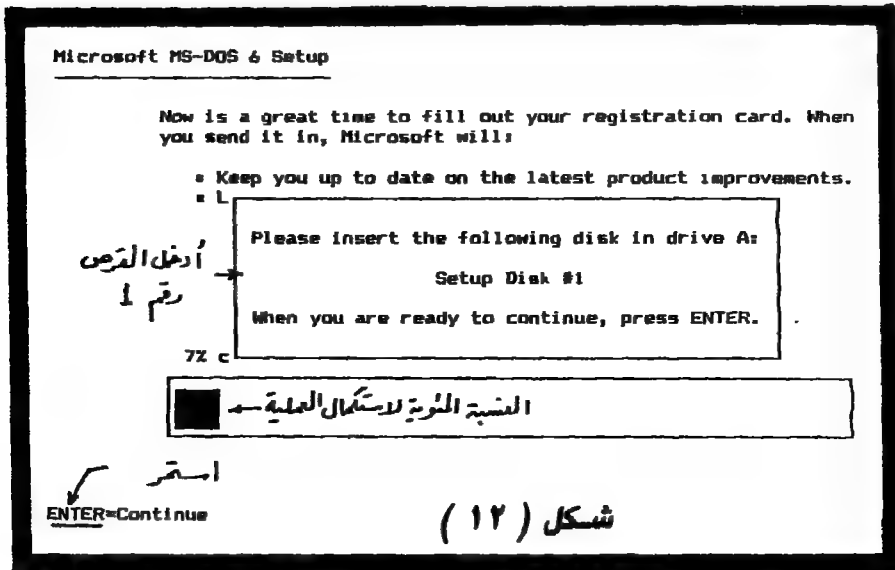 Microsoft MS-DOS 6 Setup
Now is a great time to fill out your registration card. When
you send it in, Microsoft will:
▪ Keep you up to date on the latest product improvements.
▪ L
Please insert the following disk in drive A:
أدخل القرص
رقم 1
Setup Disk #1
When you are ready to continue, press ENTER.
7% c
النسبة المئوية لاستكمال العملية
استمر
ENTER=Continue
شكل ( ١٢ )